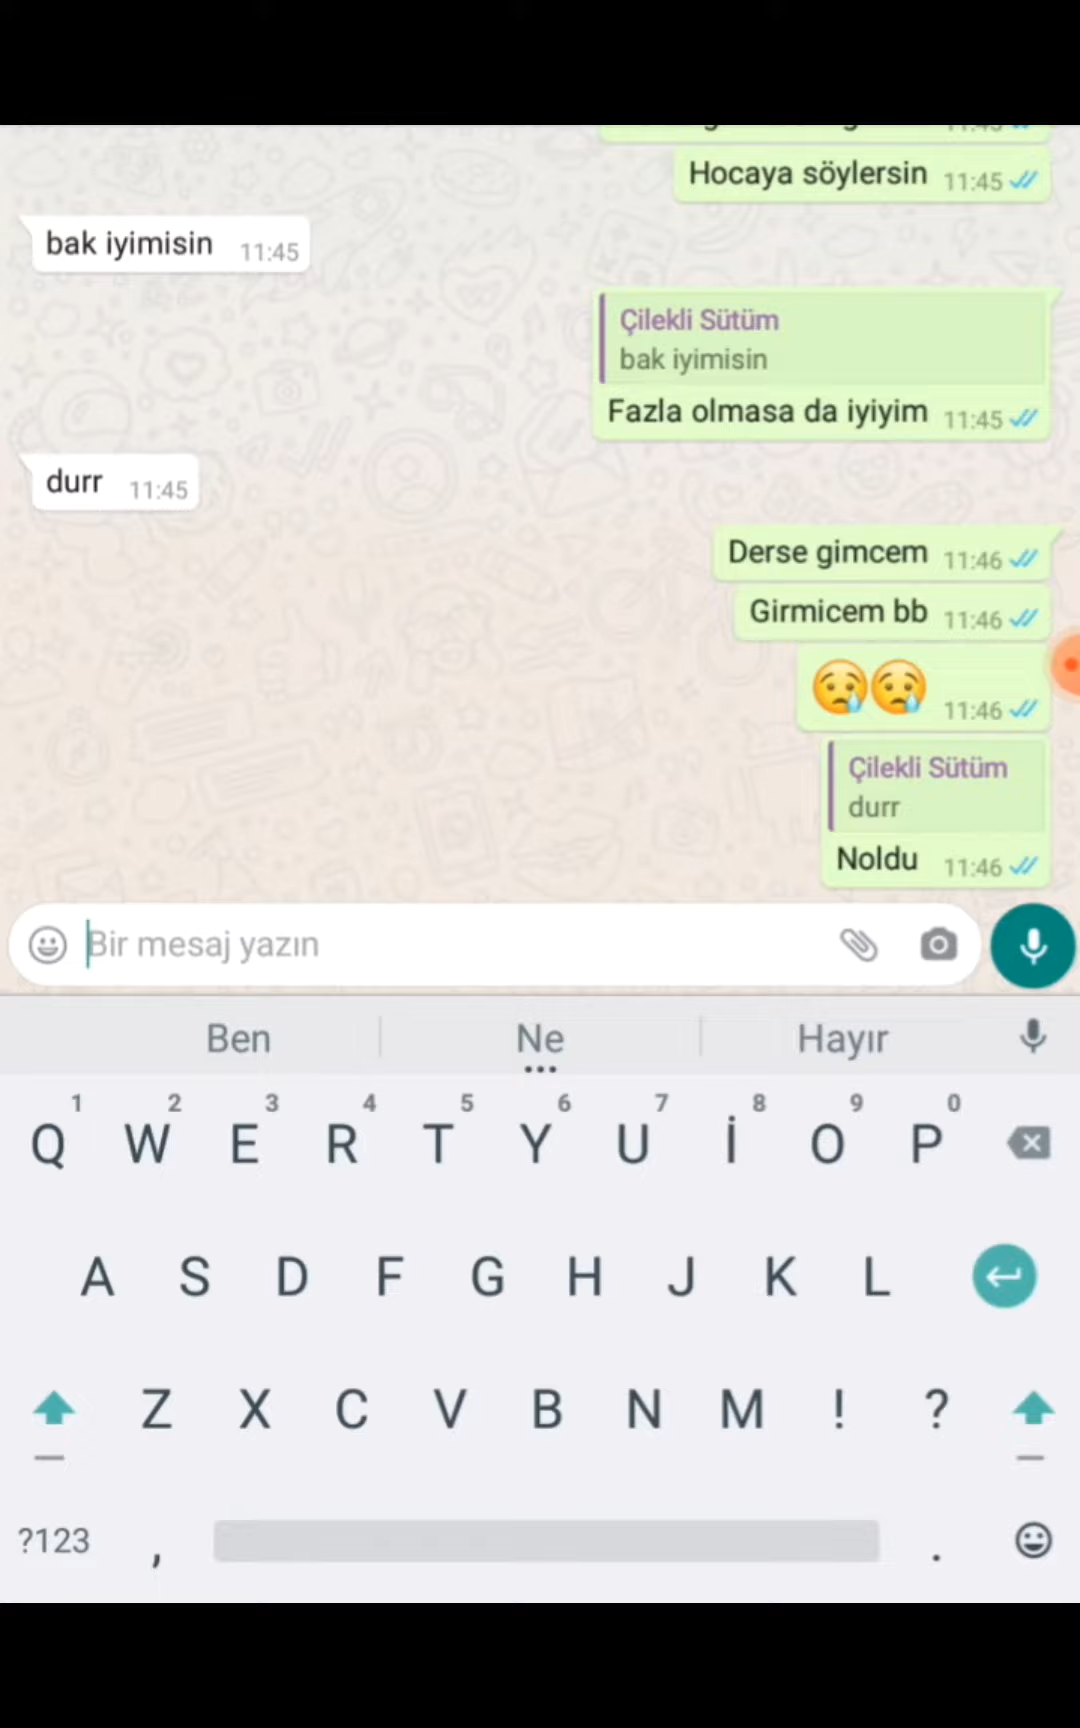 Hocaya söylersin 11:45
bak iyimisin 11:45
Çilekli Sütüm
bak iyimisin
Fazla olmasa da iyiyim 11:45
durr 11:45
Derse gimcem 11:46
Girmicem bb 11:46
11:46
Çilekli Sütüm
durr
Noldu 11:46
Bir mesaj yazın
Ben Ne Hayır
1 2 3 4 5 6 7 8 9 0
Q W E R T Y U İ O P
A S D F G H J K L
Z X C V B N M ! ?
?123 , .